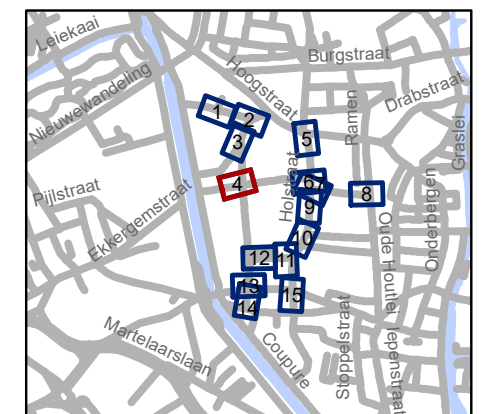 Leiekaai
Burgstraat
Hoogstraat
Nieuwewandeling
Ramen
Drabstraat
Graslei
1
2
3
5
4
Holstraat
6
7
8
9
Pijlstraat
Ekkergemstraat
Onderbergen
10
Oude Houtlei
12
11
13
15
14
Martelaarslaan
Coupure
Stoppelstraat
Iepenstraat